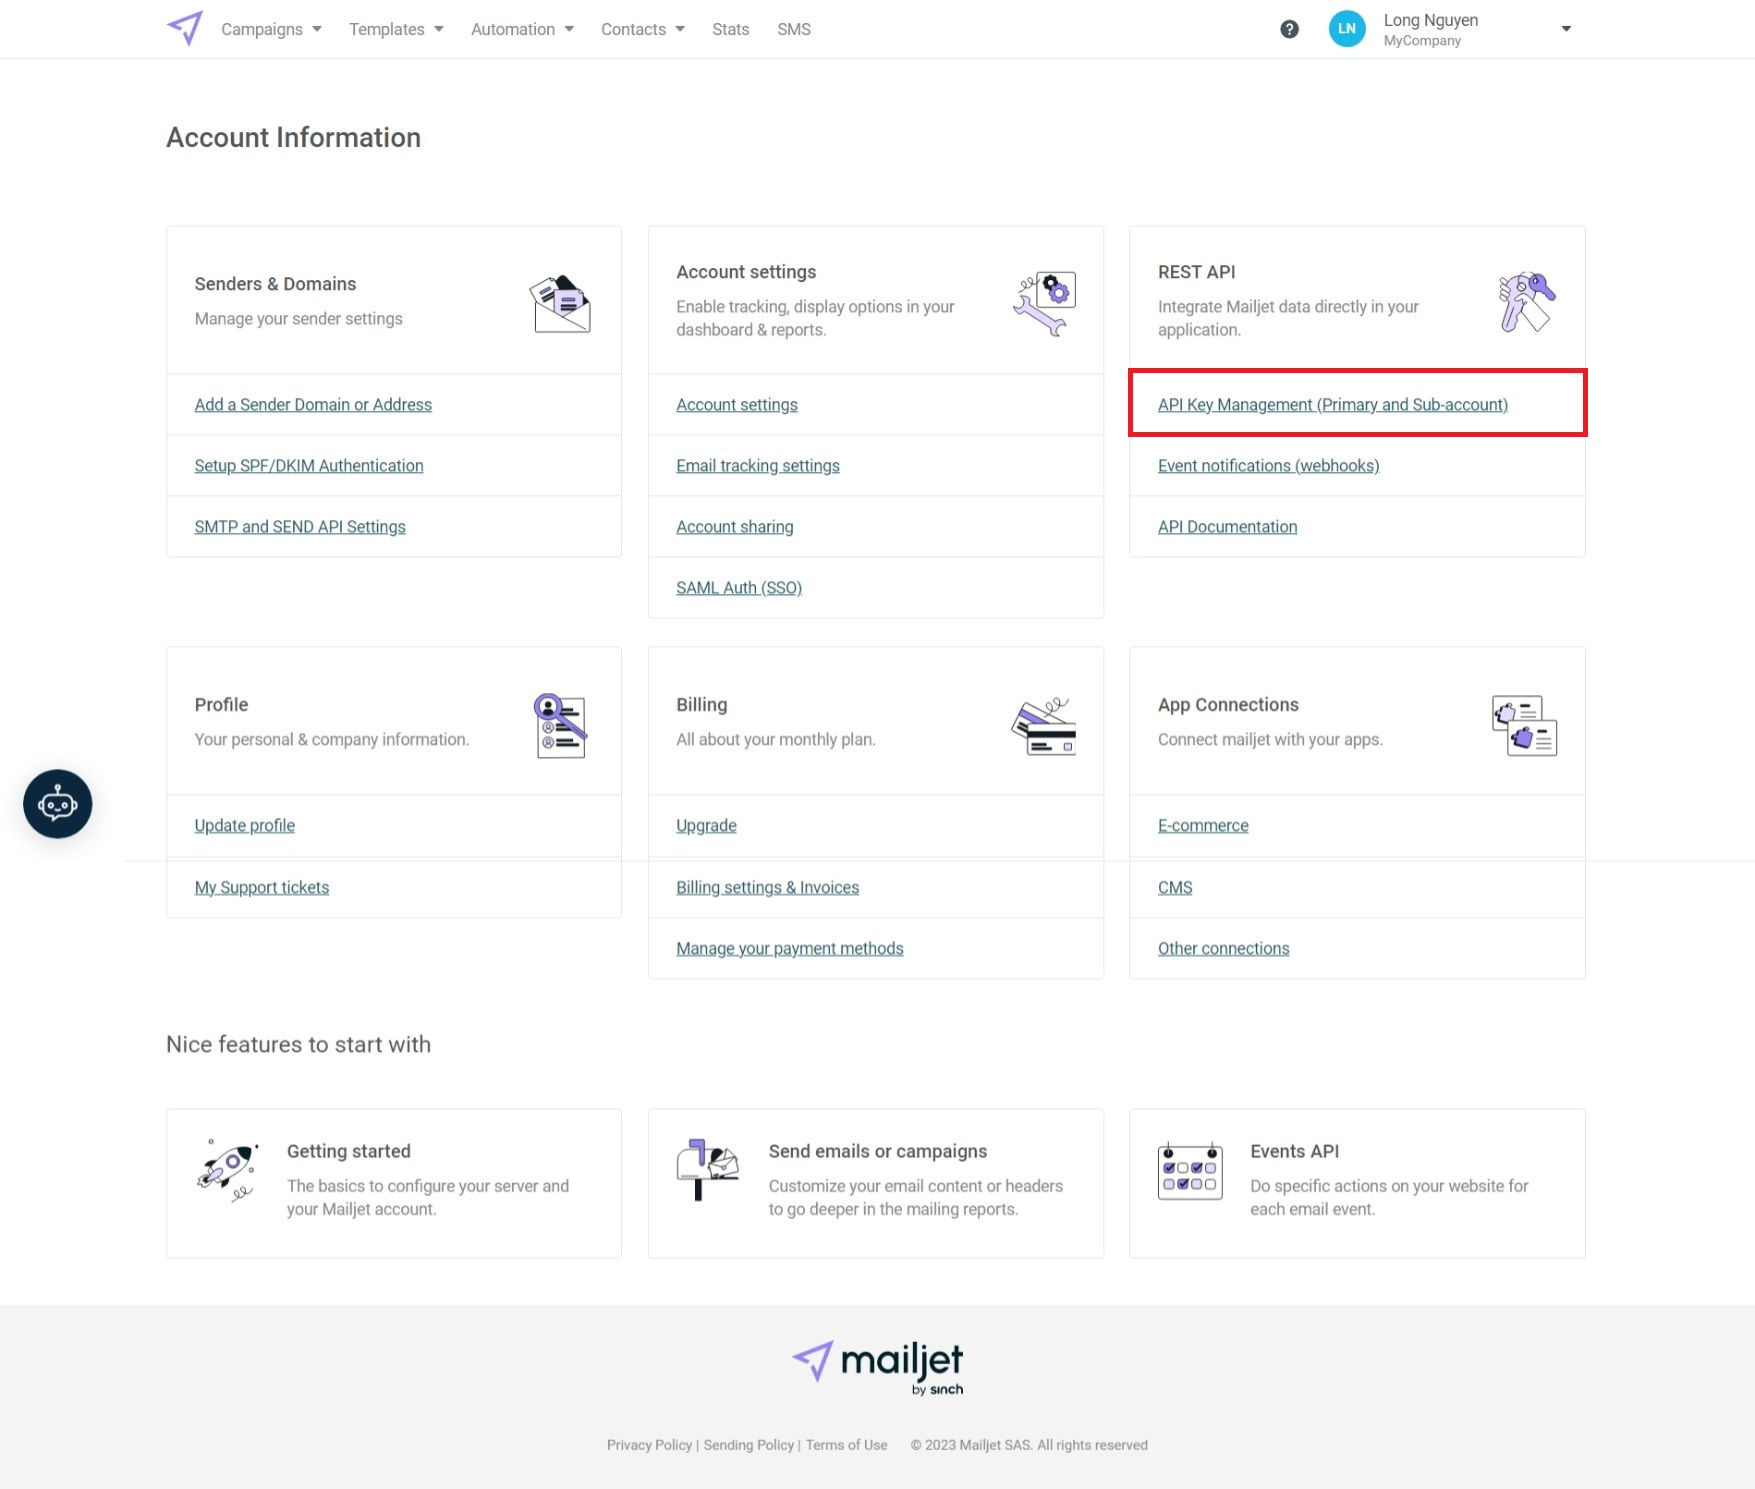 Campaigns
Templates
Automation
Contacts
Stats
SMS
?
LN
Long Nguyen
MyCompany
Account Information
Senders & Domains
Manage your sender settings
Add a Sender Domain or Address
Setup SPF/DKIM Authentication
SMTP and SEND API Settings
Account settings
Enable tracking, display options in your
dashboard & reports.
Account settings
Email tracking settings
Account sharing
SAML Auth (SSO)
REST API
Integrate Mailjet data directly in your
application.
API Key Management (Primary and Sub-account)
Event notifications (webhooks)
API Documentation
Profile
Your personal & company information.
Update profile
My Support tickets
Billing
All about your monthly plan.
Upgrade
Billing settings & Invoices
Manage your payment methods
App Connections
Connect mailjet with your apps.
E-commerce
CMS
Other connections
Nice features to start with
Getting started
The basics to configure your server and
your Mailjet account.
Send emails or campaigns
Customize your email content or headers
to go deeper in the mailing reports.
Events API
Do specific actions on your website for
each email event.
mailjet
by sinch
Privacy Policy | Sending Policy | Terms of Use © 2023 Mailjet SAS. All rights reserved